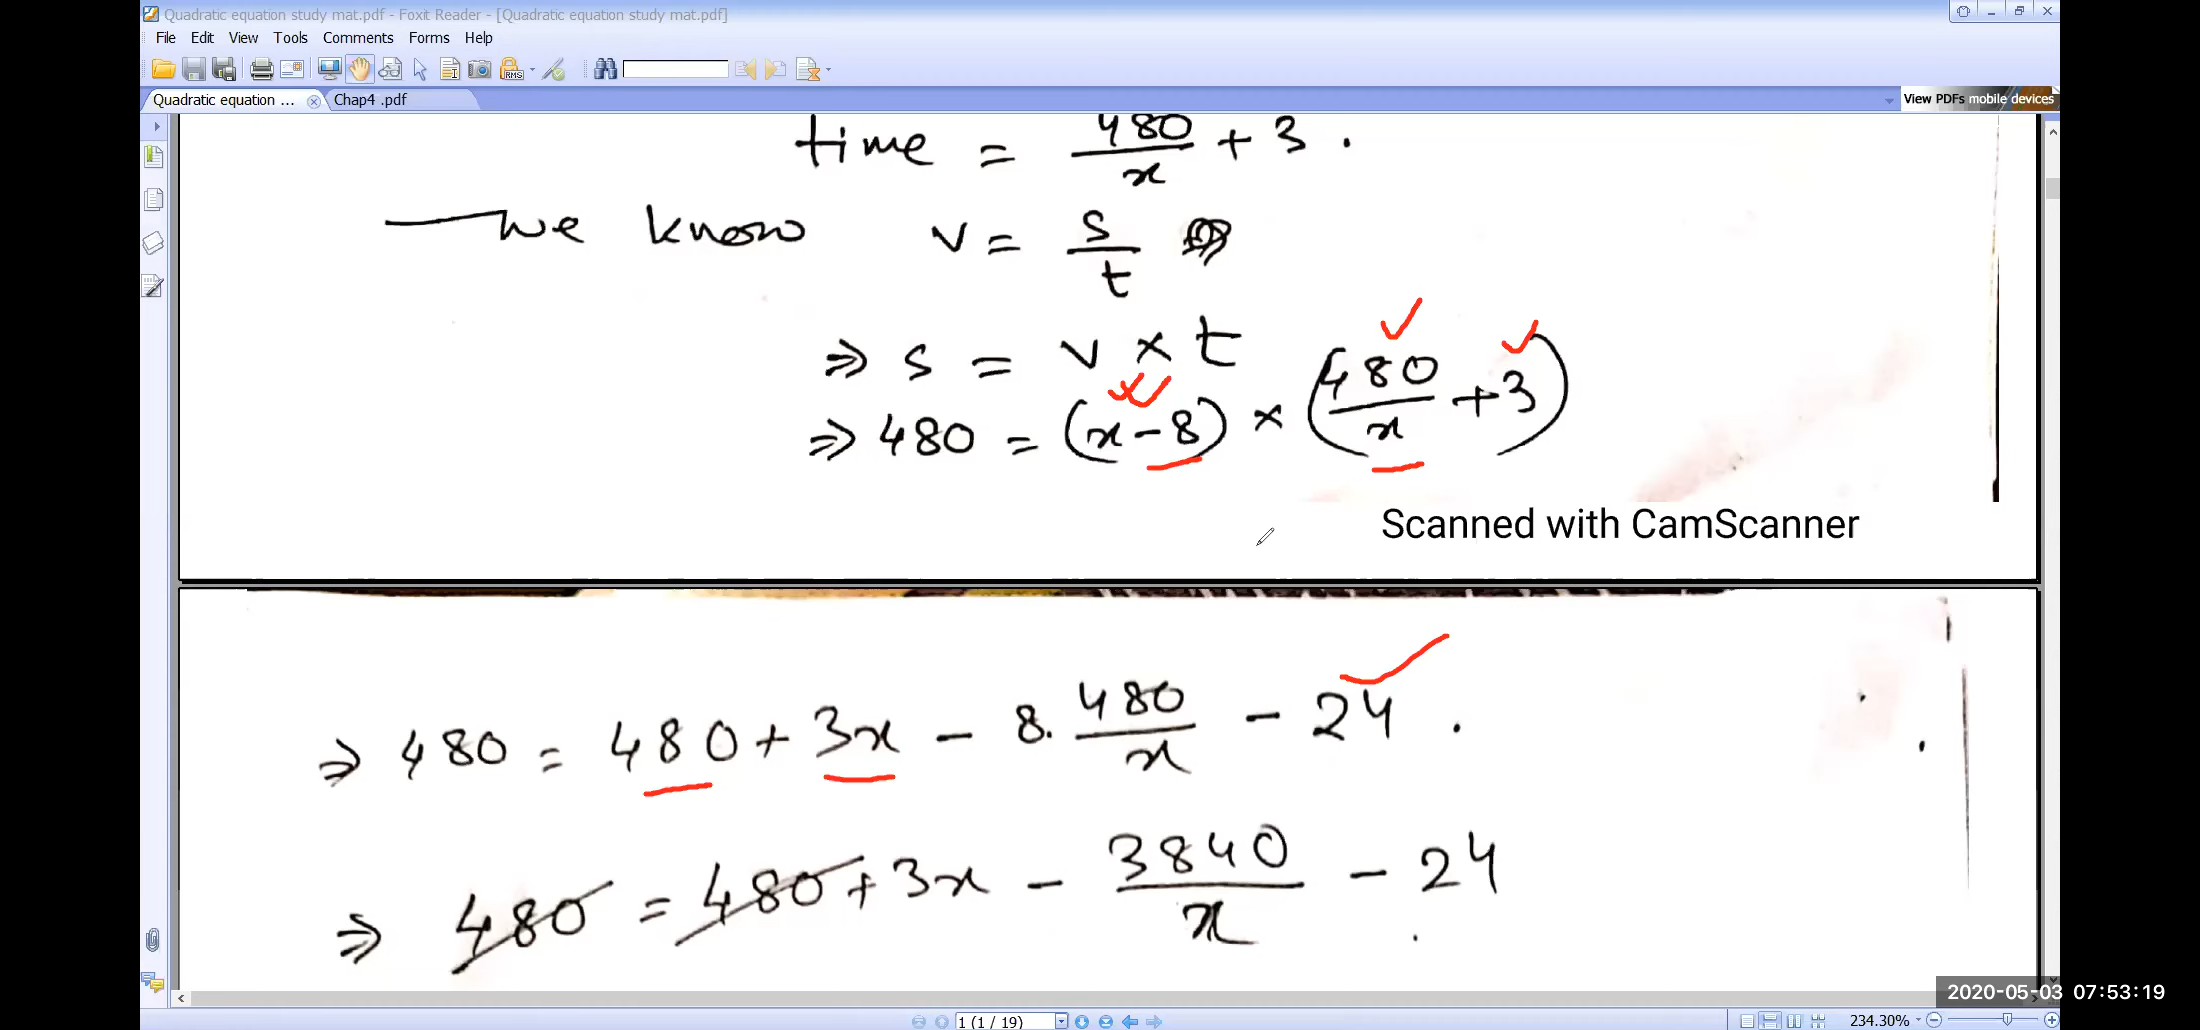 Quadratic equation study mat.pdf - Foxit Reader - [Quadratic equation study mat.pdf]
File Edit View Tools Comments Forms Help
Quadratic equation ... Chap4 .pdf View PDFs mobile devices
time = 480/x + 3 .
We know v = s/t
⇒ s = v × t
⇒ 480 = (x - 8) × (480/x + 3)
Scanned with CamScanner
⇒ 480 = 480 + 3x - 8. 480/x - 24 .
⇒ 480 = 480 + 3x - 3840/x - 24
2020-05-03 07:53:19
1 (1 / 19) 234.30%